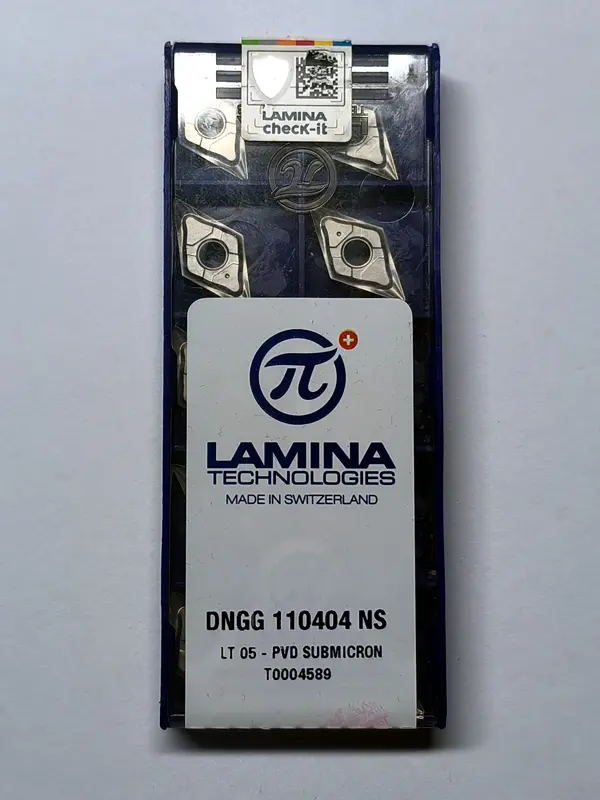 LAMINA
check-it
π
LAMINA
TECHNOLOGIES
MADE IN SWITZERLAND
DNGG 110404 NS
LT 05 - PVD SUBMICRON
T0004589